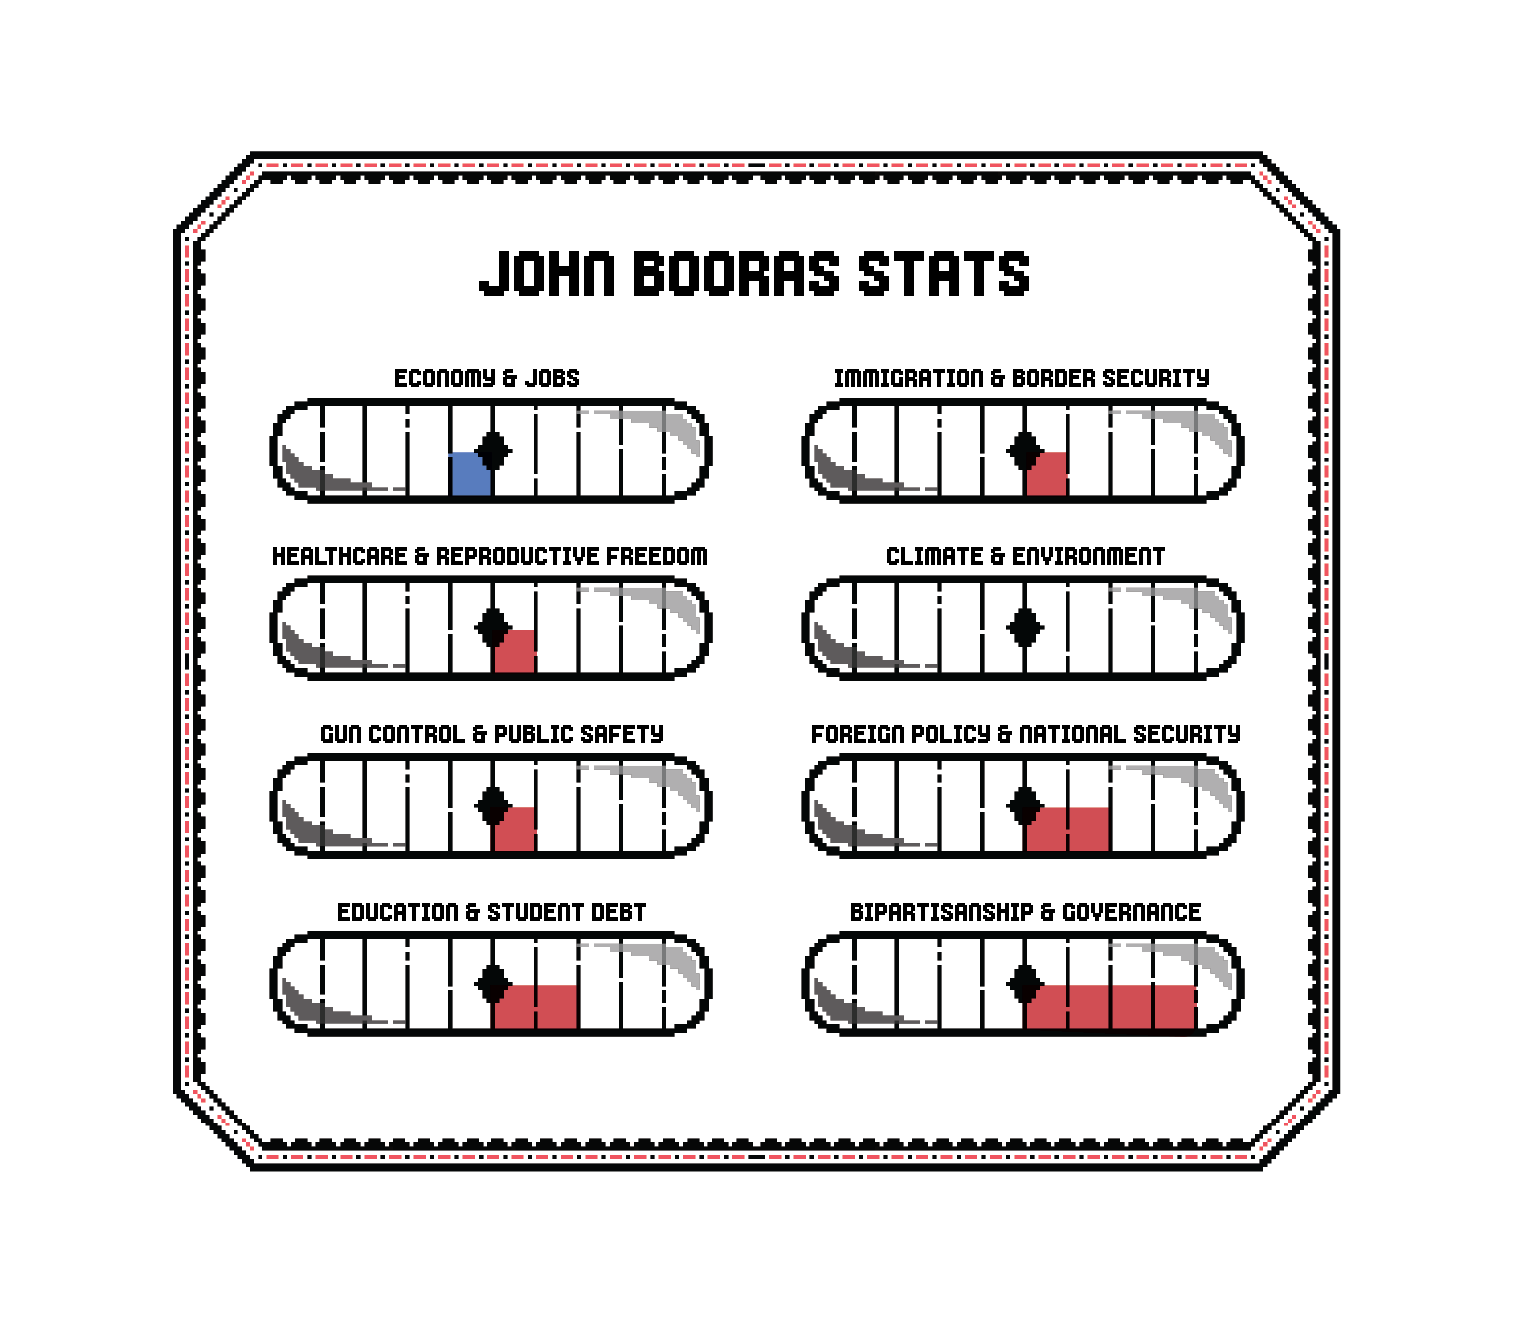 JOHN BOORAS STATS
ECONOMY & JOBS
IMMIGRATION & BORDER SECURITY
HEALTHCARE & REPRODUCTIVE FREEDOM
CLIMATE & ENVIRONMENT
GUN CONTROL & PUBLIC SAFETY
FOREIGN POLICY & NATIONAL SECURITY
EDUCATION & STUDENT DEBT
BIPARTISANSHIP & GOVERNANCE